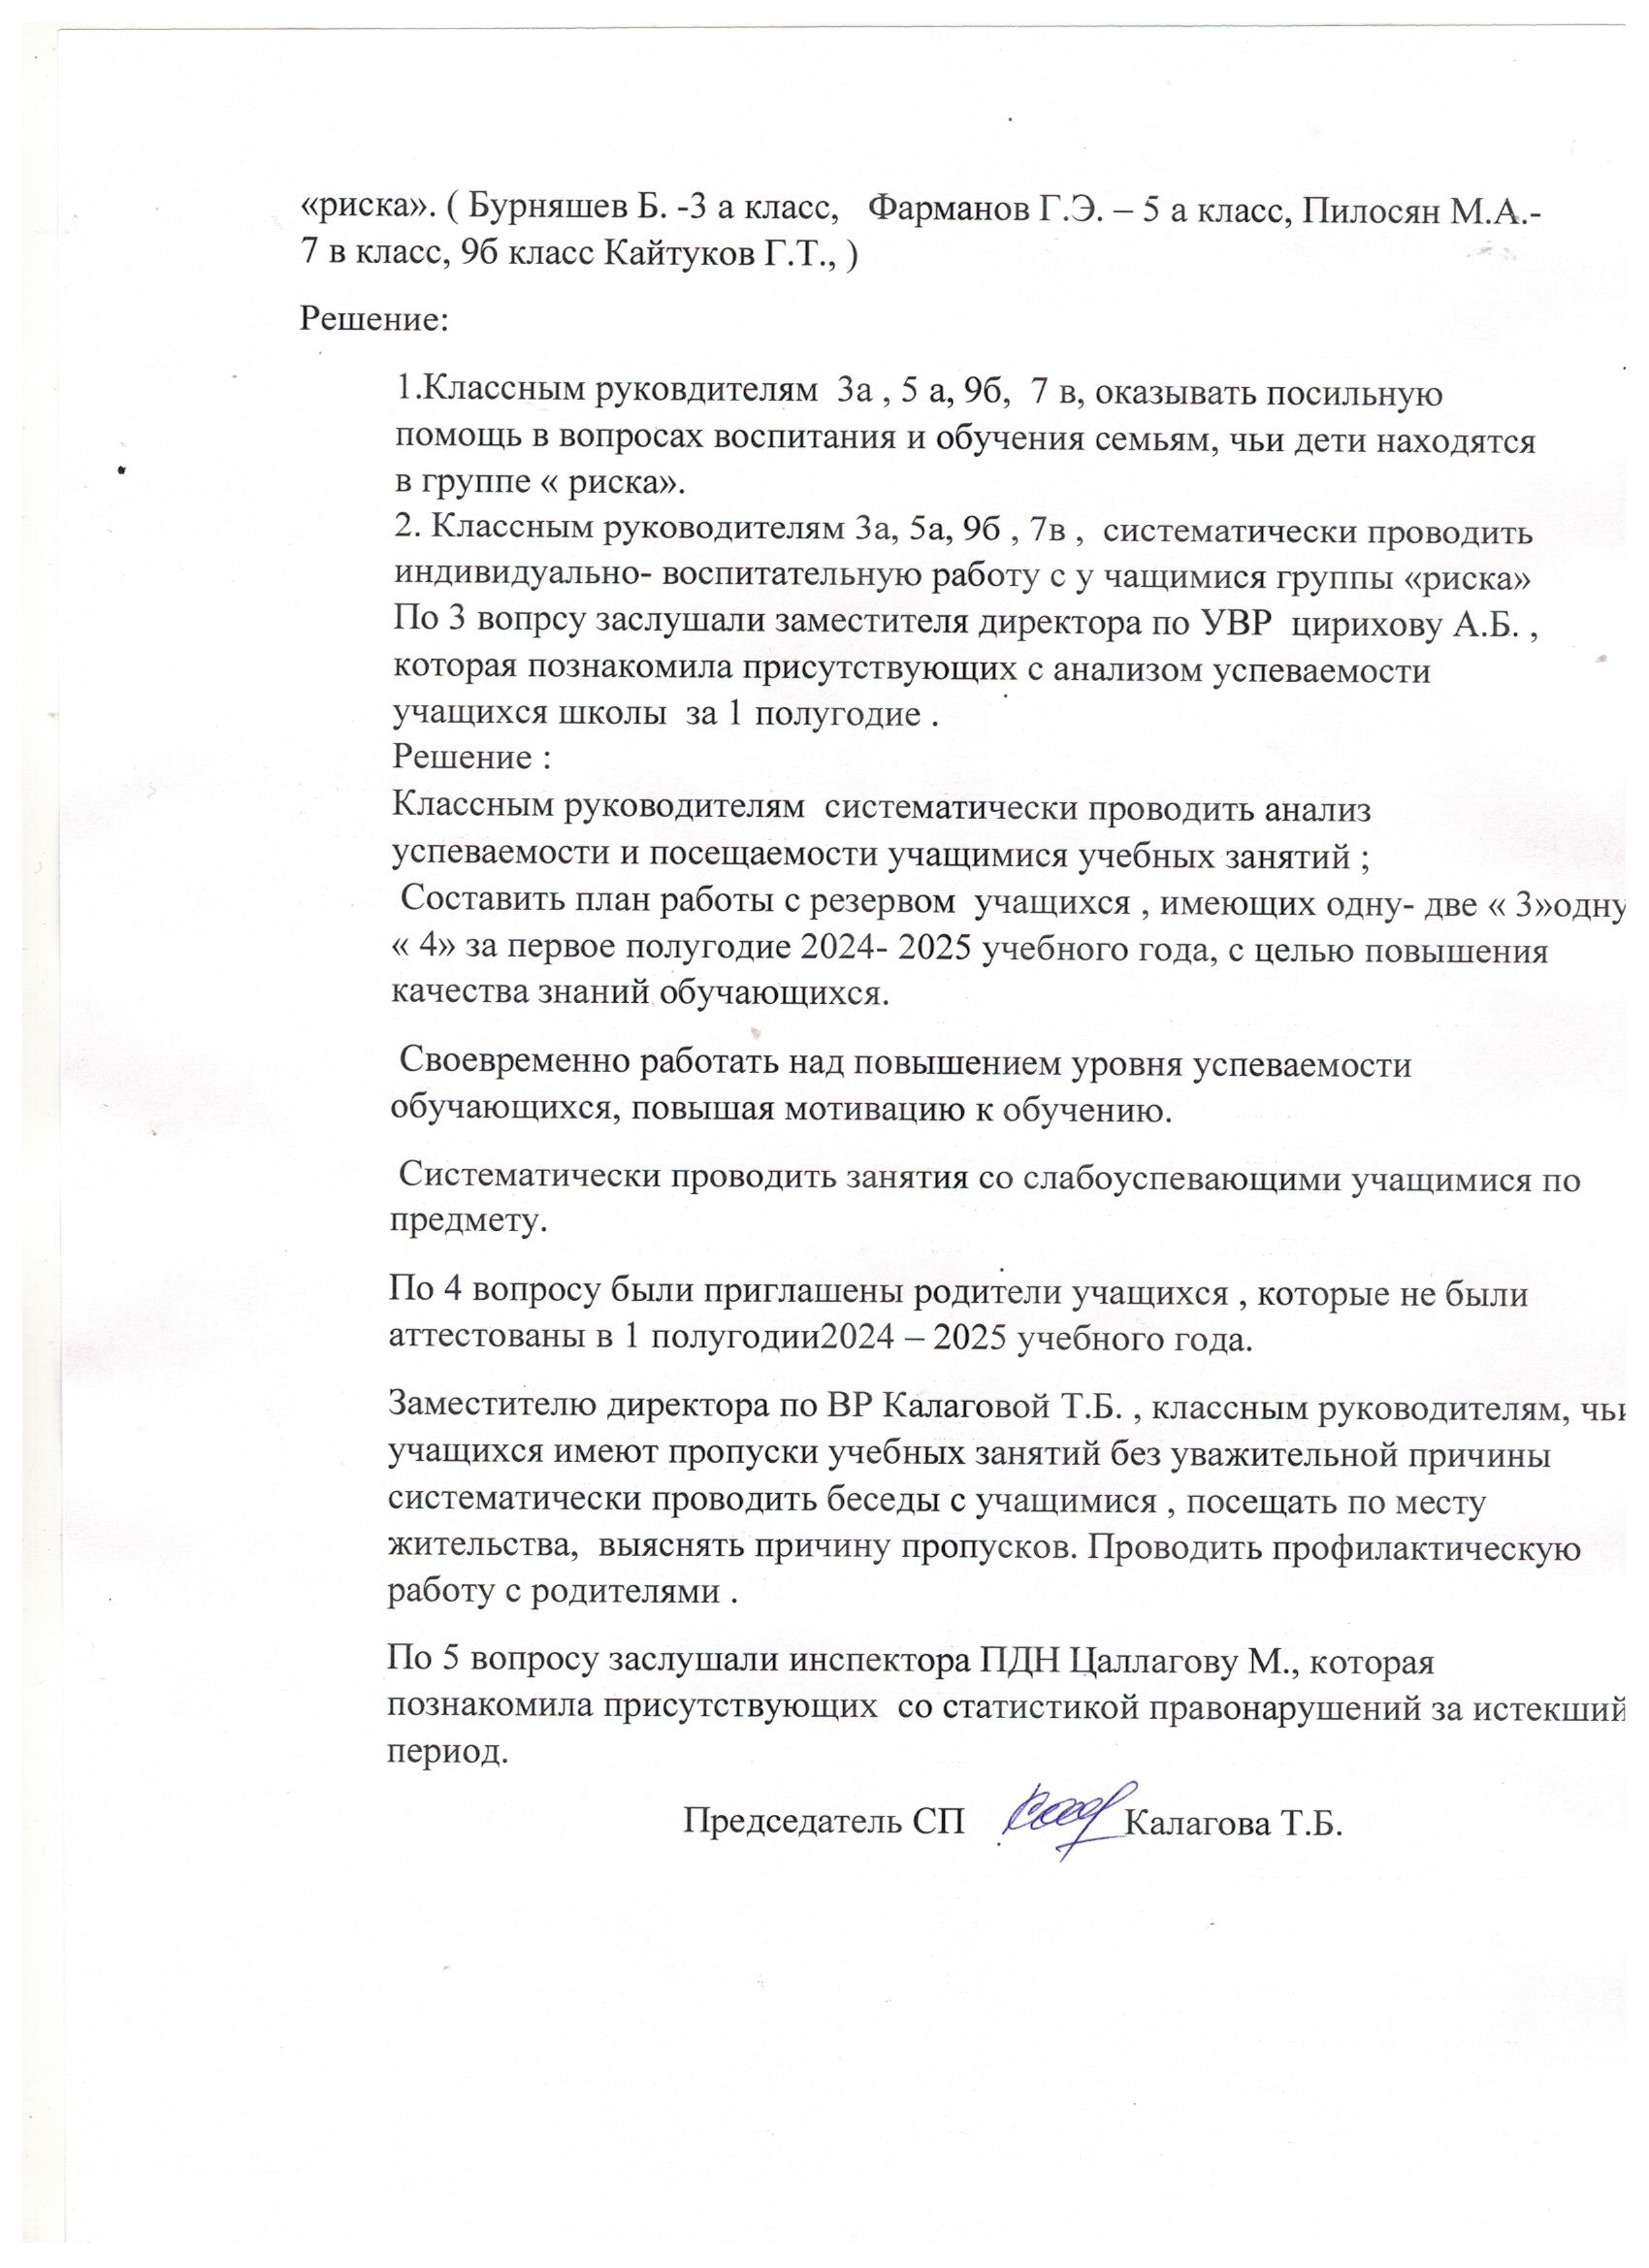 «риска». ( Бурняшев Б. -3 а класс,   Фарманов Г.Э. – 5 а класс, Пилосян М.А.-
7 в класс, 9б класс Кайтуков Г.Т., )
Решение:
1.Классным руковдителям  3а , 5 а, 9б,  7 в, оказывать посильную
помощь в вопросах воспитания и обучения семьям, чьи дети находятся
в группе « риска».
2. Классным руководителям 3а, 5а, 9б , 7в ,  систематически проводить
индивидуально- воспитательную работу с у чащимися группы «риска»
По 3 вопрсу заслушали заместителя директора по УВР  цирихову А.Б. ,
которая познакомила присутствующих с анализом успеваемости
учащихся школы  за 1 полугодие .
Решение :
Классным руководителям  систематически проводить анализ
успеваемости и посещаемости учащимися учебных занятий ;
Составить план работы с резервом  учащихся , имеющих одну- две « 3»одну
« 4» за первое полугодие 2024- 2025 учебного года, с целью повышения
качества знаний обучающихся.
Своевременно работать над повышением уровня успеваемости
обучающихся, повышая мотивацию к обучению.
Систематически проводить занятия со слабоуспевающими учащимися по
предмету.
По 4 вопросу были приглашены родители учащихся , которые не были
аттестованы в 1 полугодии2024 – 2025 учебного года.
Заместителю директора по ВР Калаговой Т.Б. , классным руководителям, чьи
учащихся имеют пропуски учебных занятий без уважительной причины
систематически проводить беседы с учащимися , посещать по месту
жительства,  выяснять причину пропусков. Проводить профилактическую
работу с родителями .
По 5 вопросу заслушали инспектора ПДН Цаллагову М., которая
познакомила присутствующих  со статистикой правонарушений за истекший
период.
Председатель СП Калагова Т.Б.